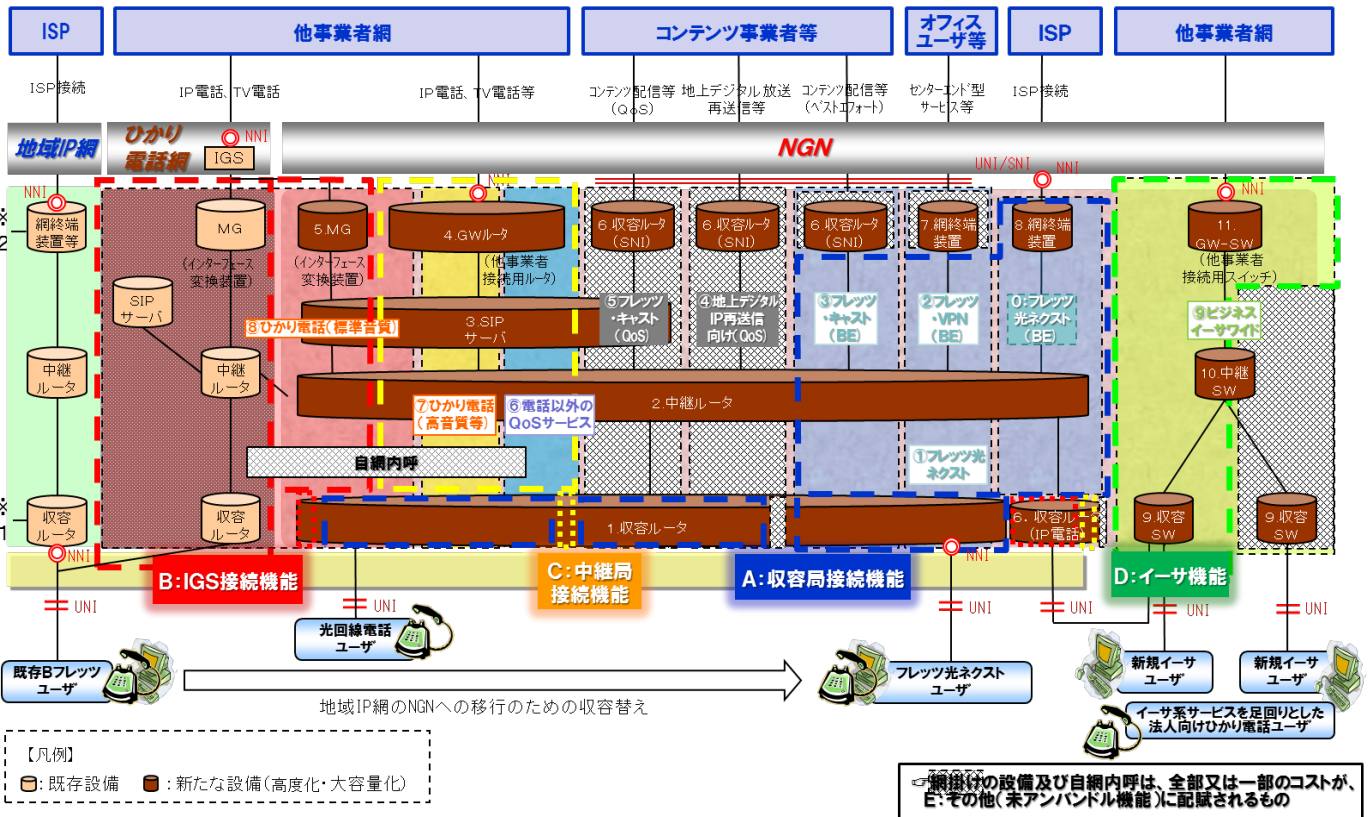 ISP
他事業者網
コンテンツ事業者等
オフィス
ユーザ等
ISP
他事業者網
ISP接続
IP電話、TV電話
IP電話、TV電話等
コンテンツ配信等
(QoS)
地上デジタル放送
再送信等
コンテンツ配信等
(ベストエフォート)
センターエンド型
サービス等
ISP接続
地域IP網
ひかり
電話網
NNI
IGS
NGN
UNI/SNI
NNI
NNI
NNI
NNI
※
2
網終端
装置等
MG
(インターフェース
変換装置)
5.MG
(インターフェース
変換装置)
4.GWルータ
(他事業者
接続用ルータ)
6.収容ルータ
(SNI)
6.収容ルータ
(SNI)
6.収容ルータ
(SNI)
7.網終端
装置
8.網終端
装置
11.
GW-SW
(他事業者
接続用スイッチ)
SIP
サーバ
⑧ひかり電話(標準音質)
3.SIP
サーバ
⑤フレッツ
・キャスト
(QoS)
④地上デジタル
IP再送信
向け(QoS)
③フレッツ
・キャスト
(BE)
②フレッツ
・VPN
(BE)
0:フレッツ
光ネクスト
(BE)
⑨ビジネス
イーサワイド
中継
ルータ
中継
ルータ
2.中継ルータ
10.中継
SW
⑦ひかり電話
(高音質等)
⑥電話以外の
QoSサービス
①フレッツ光
ネクスト
自網内呼
※
1
収容
ルータ
収容
ルータ
1.収容ルータ
6.収容ルータ
(IP電話)
9.収容
SW
9.収容
SW
NNI
NNI
B:IGS接続機能
C:中継局
接続機能
A:収容局接続機能
D:イーサ機能
UNI
UNI
UNI
UNI
UNI
UNI
光回線電話
ユーザ
既存Bフレッツ
ユーザ
フレッツ光ネクスト
ユーザ
新規イーサ
ユーザ
新規イーサ
ユーザ
地域IP網のNGNへの移行のための収容替え
イーサ系サービスを足回りとした
法人向けひかり電話ユーザ
【凡例】
:既存設備 :新たな設備(高度化・大容量化)
☞網掛けの設備及び自網内呼は、全部又は一部のコストが、
E:その他(未アンバンドル機能)に配賦されるもの